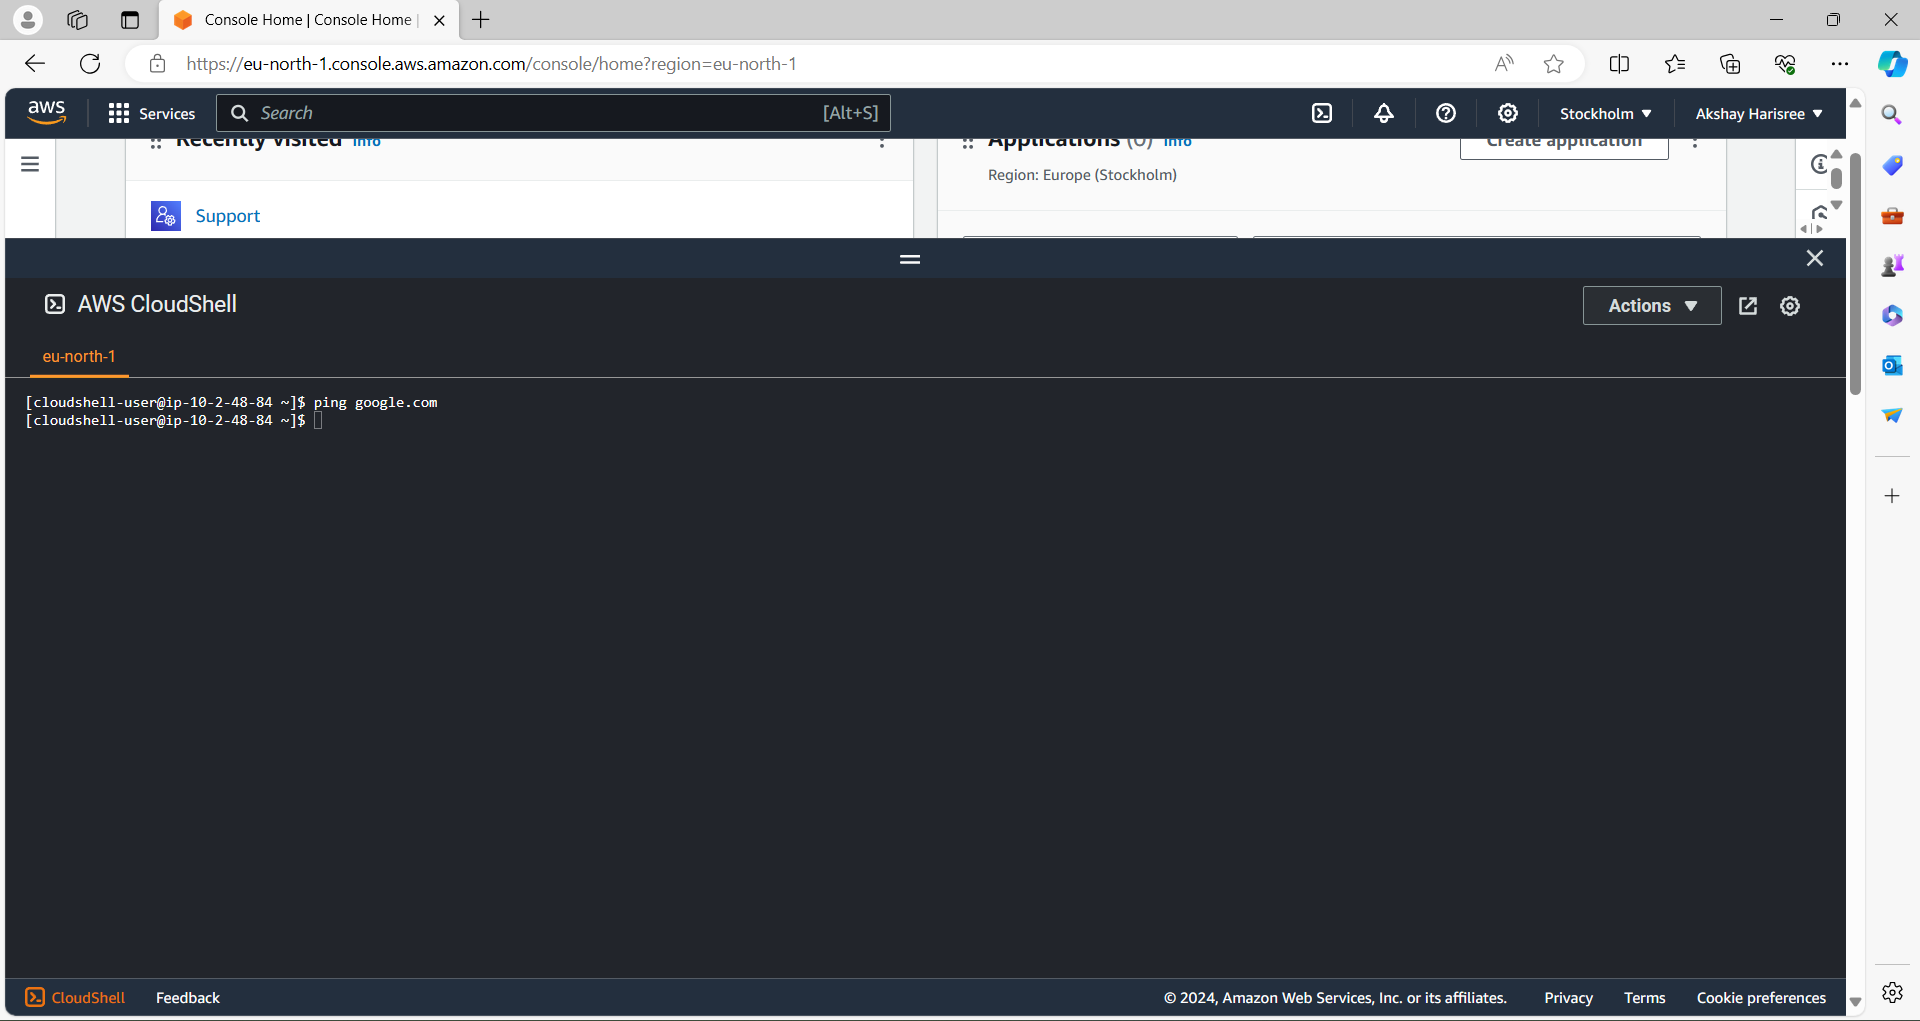 Console Home | Console Home
https://eu-north-1.console.aws.amazon.com/console/home?region=eu-north-1
aws
Services
Search
[Alt+S]
Stockholm
Akshay Harisree
Recently visited Info
Applications (0) Info
Create application
Region: Europe (Stockholm)
Support
AWS CloudShell
Actions
eu-north-1
[cloudshell-user@ip-10-2-48-84 ~]$ ping google.com
[cloudshell-user@ip-10-2-48-84 ~]$
CloudShell
Feedback
© 2024, Amazon Web Services, Inc. or its affiliates.
Privacy
Terms
Cookie preferences